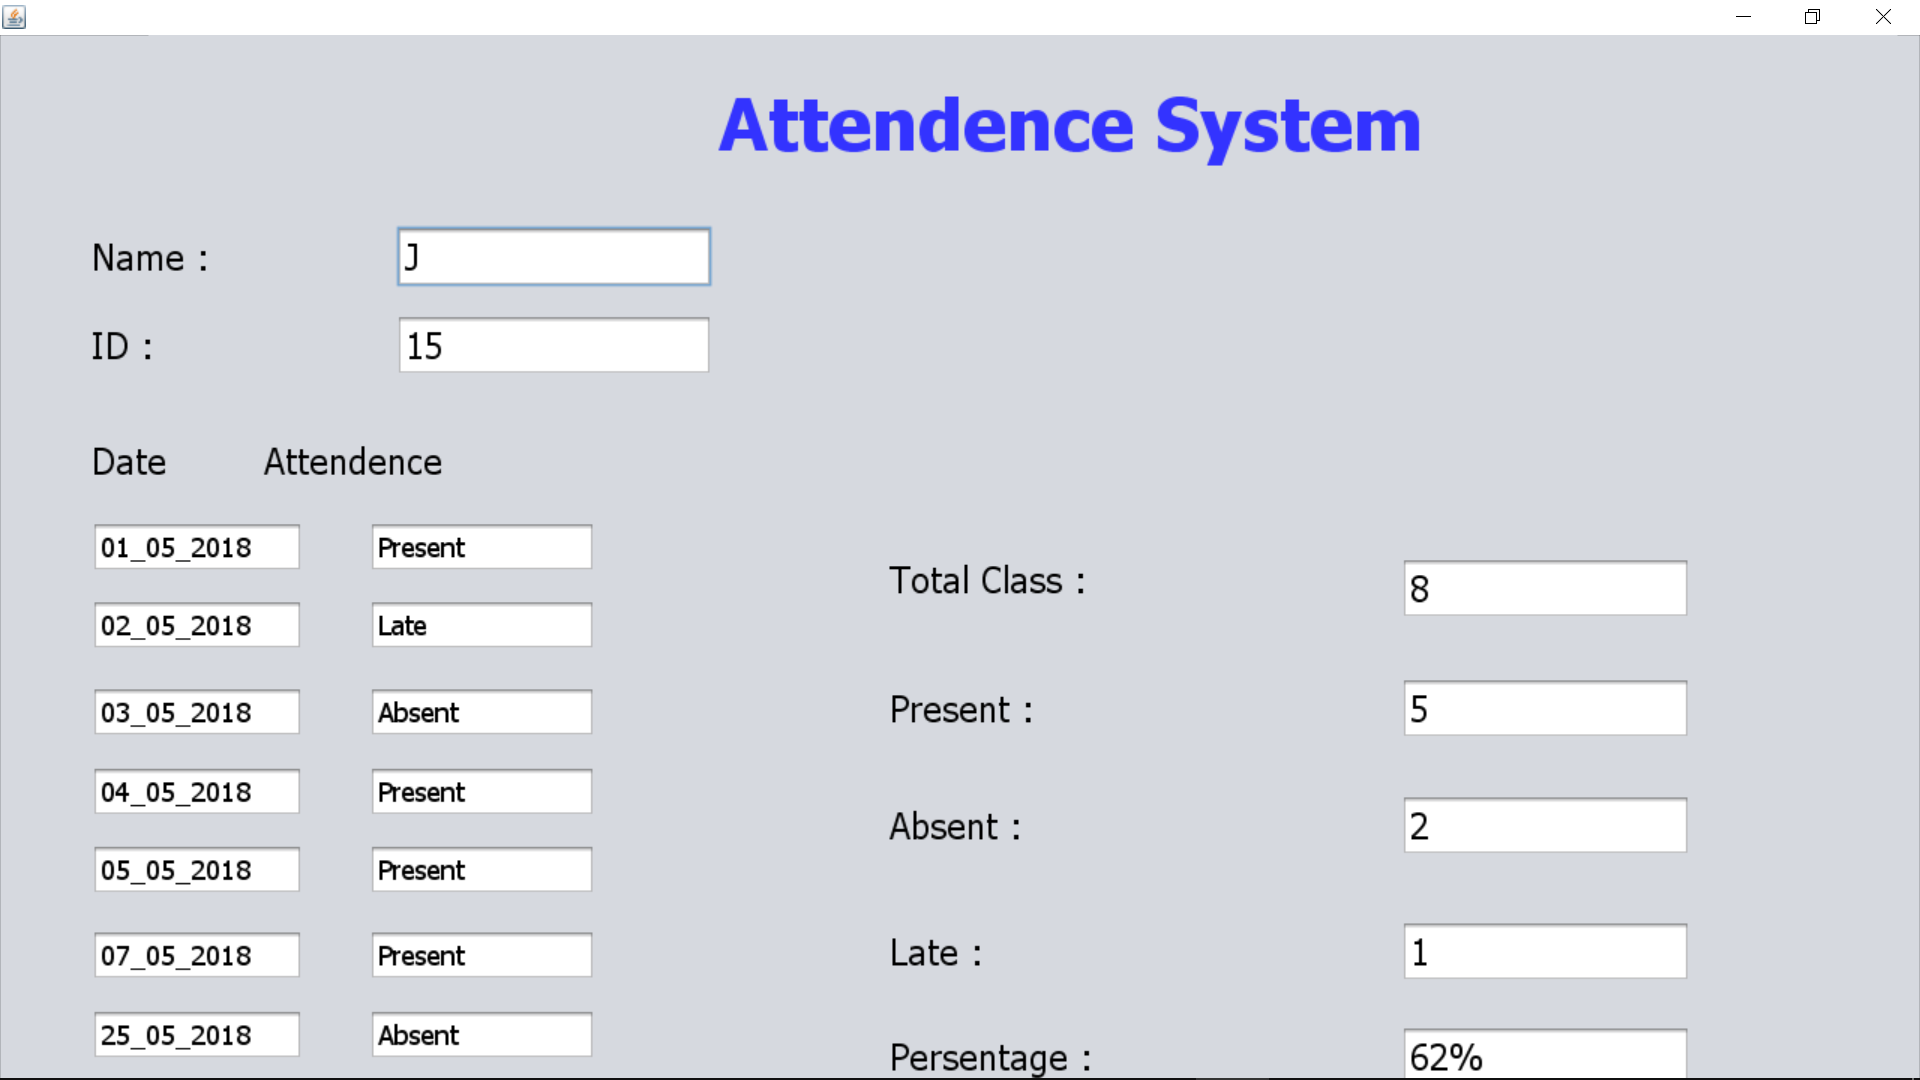 Attendence System
Name : J
ID : 15
Date Attendence
01_05_2018 Present
02_05_2018 Late
03_05_2018 Absent
04_05_2018 Present
05_05_2018 Present
07_05_2018 Present
25_05_2018 Absent
Total Class : 8
Present : 5
Absent : 2
Late : 1
Persentage : 62%